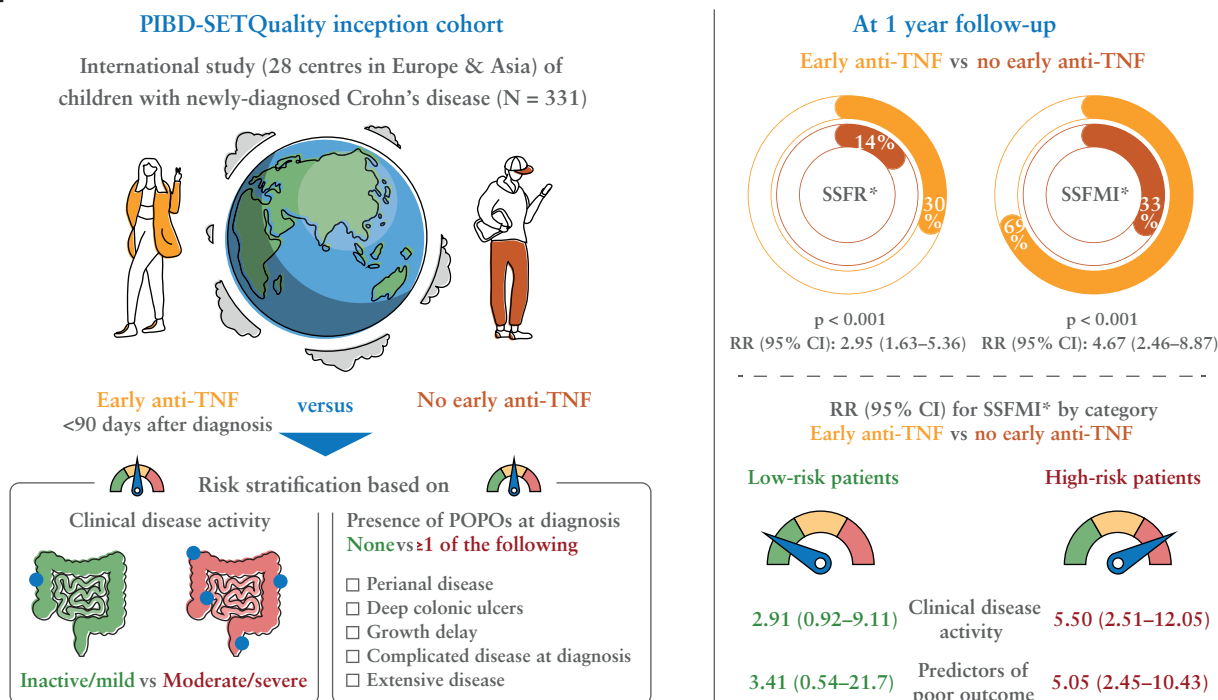 PIBD-SETQuality inception cohort
International study (28 centres in Europe & Asia) of
children with newly-diagnosed Crohn's disease (N = 331)
Early anti-TNF
<90 days after diagnosis
versus
No early anti-TNF
Risk stratification based on
Clinical disease activity
Inactive/mild vs Moderate/severe
Presence of POPOs at diagnosis
None vs ≥1 of the following
Perianal disease
Deep colonic ulcers
Growth delay
Complicated disease at diagnosis
Extensive disease
At 1 year follow-up
Early anti-TNF vs no early anti-TNF
14%
SSFR*
30
%
p < 0.001
RR (95% CI): 2.95 (1.63–5.36)
SSFMI*
33
%
69
%
p < 0.001
RR (95% CI): 4.67 (2.46–8.87)
RR (95% CI) for SSFMI* by category
Early anti-TNF vs no early anti-TNF
Low-risk patients
High-risk patients
2.91 (0.92–9.11)
Clinical disease
activity
5.50 (2.51–12.05)
3.41 (0.54–21.7)
Predictors of
poor outcome
5.05 (2.45–10.43)